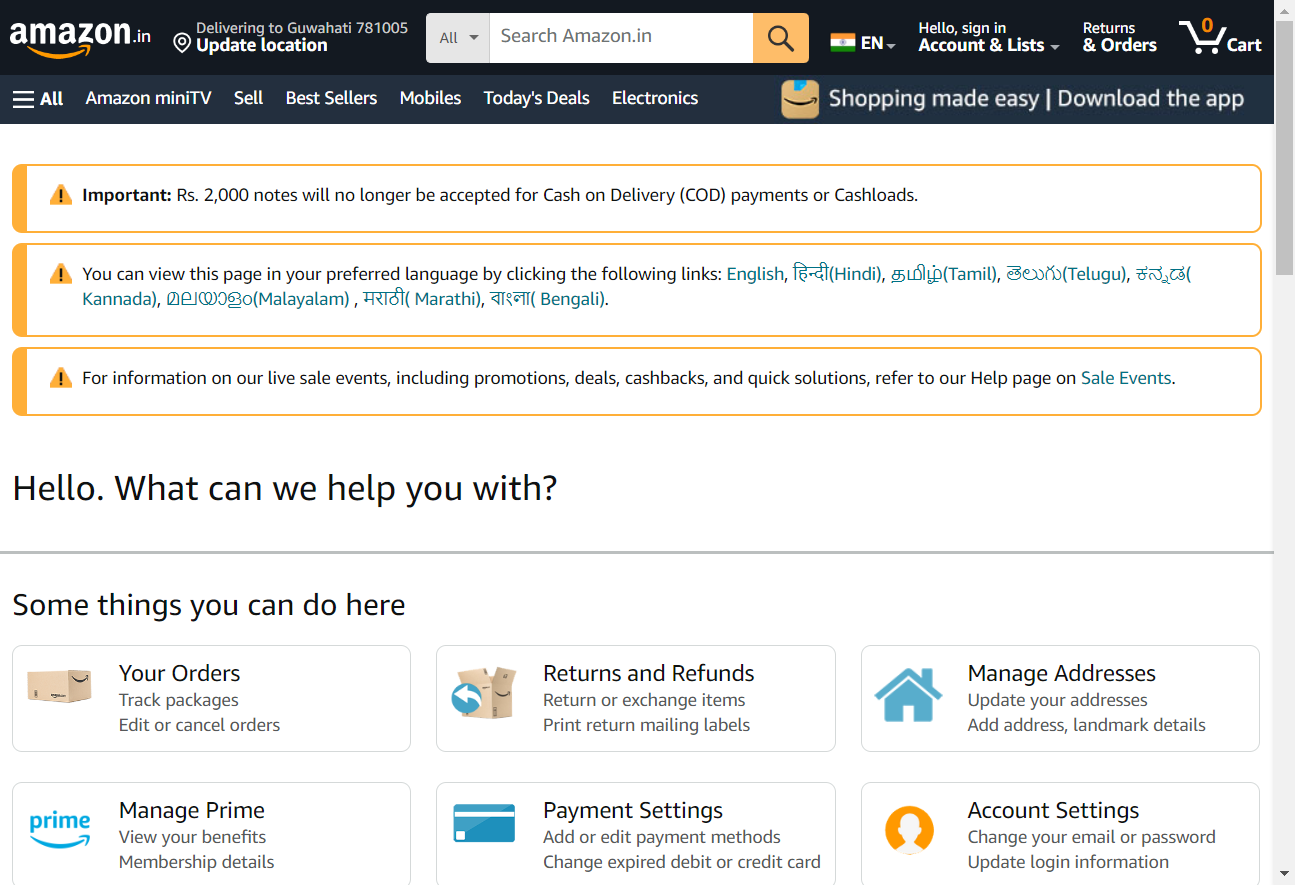 amazon.in
Delivering to Guwahati 781005
Update location
All
Search Amazon.in
EN
Hello, sign in
Account & Lists
Returns
& Orders
0
Cart
All
Amazon miniTV
Sell
Best Sellers
Mobiles
Today's Deals
Electronics
Shopping made easy | Download the app
Important: Rs. 2,000 notes will no longer be accepted for Cash on Delivery (COD) payments or Cashloads.
You can view this page in your preferred language by clicking the following links: English, हिन्दी(Hindi), தமிழ்(Tamil), తెలుగు(Telugu), ಕನ್ನಡ(
Kannada), മലയാളം(Malayalam) , मराठी( Marathi), বাংলা( Bengali).
For information on our live sale events, including promotions, deals, cashbacks, and quick solutions, refer to our Help page on Sale Events.
Hello. What can we help you with?
Some things you can do here
Your Orders
Track packages
Edit or cancel orders
Returns and Refunds
Return or exchange items
Print return mailing labels
Manage Addresses
Update your addresses
Add address, landmark details
prime
Manage Prime
View your benefits
Membership details
Payment Settings
Add or edit payment methods
Change expired debit or credit card
Account Settings
Change your email or password
Update login information